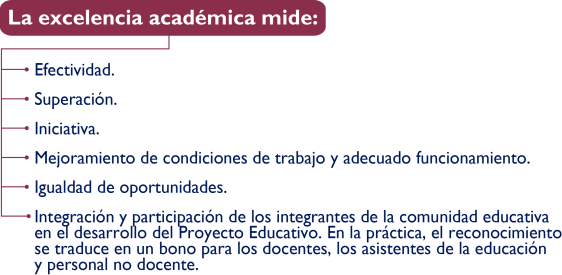 La excelencia académica mide:
Efectividad.
Superación.
Iniciativa.
Mejoramiento de condiciones de trabajo y adecuado funcionamiento.
Igualdad de oportunidades.
Integración y participación de los integrantes de la comunidad educativa
en el desarrollo del Proyecto Educativo. En la práctica, el reconocimiento
se traduce en un bono para los docentes, los asistentes de la educación
y personal no docente.